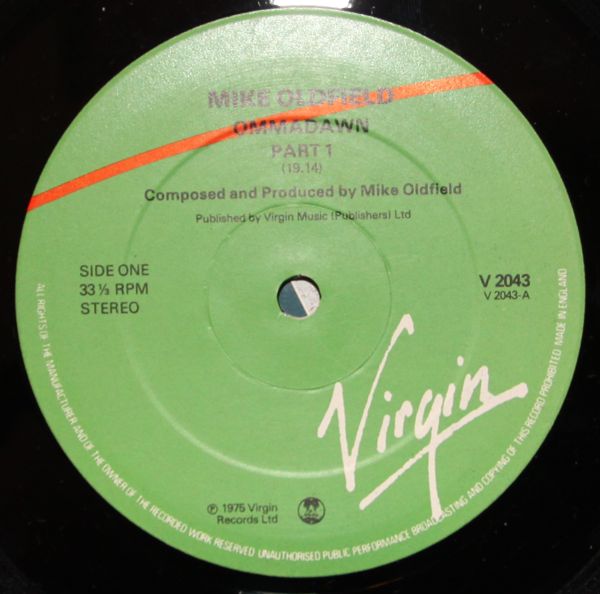 MIKE OLDFIELD
OMMADAWN
PART 1
(19.14)
Composed and Produced by Mike Oldfield
Published by Virgin Music (Publishers) Ltd
SIDE ONE
33⅓ RPM
STEREO
V 2043
V 2043-A
Virgin
℗ 1975 Virgin
Records Ltd
ALL RIGHTS OF THE MANUFACTURER AND OF THE OWNER OF THE RECORDED WORK RESERVED UNAUTHORISED PUBLIC PERFORMANCE BROADCASTING AND COPYING OF THIS RECORD PROHIBITED MADE IN ENGLAND